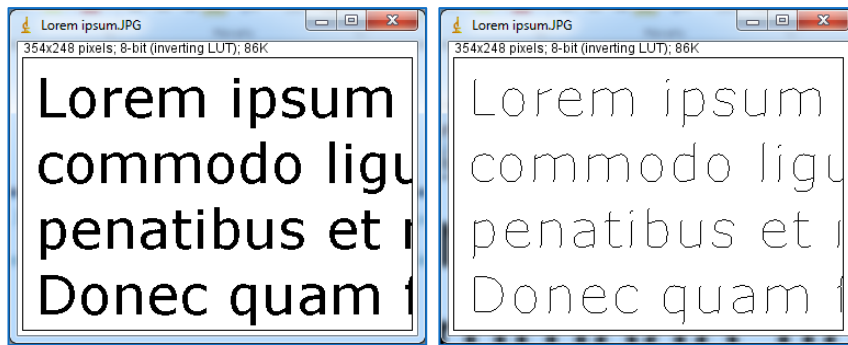 Lorem ipsum.JPG
354x248 pixels; 8-bit (inverting LUT); 86K
Lorem ipsum
commodo ligu
penatibus et
Donec quam f
Lorem ipsum.JPG
354x248 pixels; 8-bit (inverting LUT); 86K
Lorem ipsum
commodo ligu
penatibus et
Donec quam f